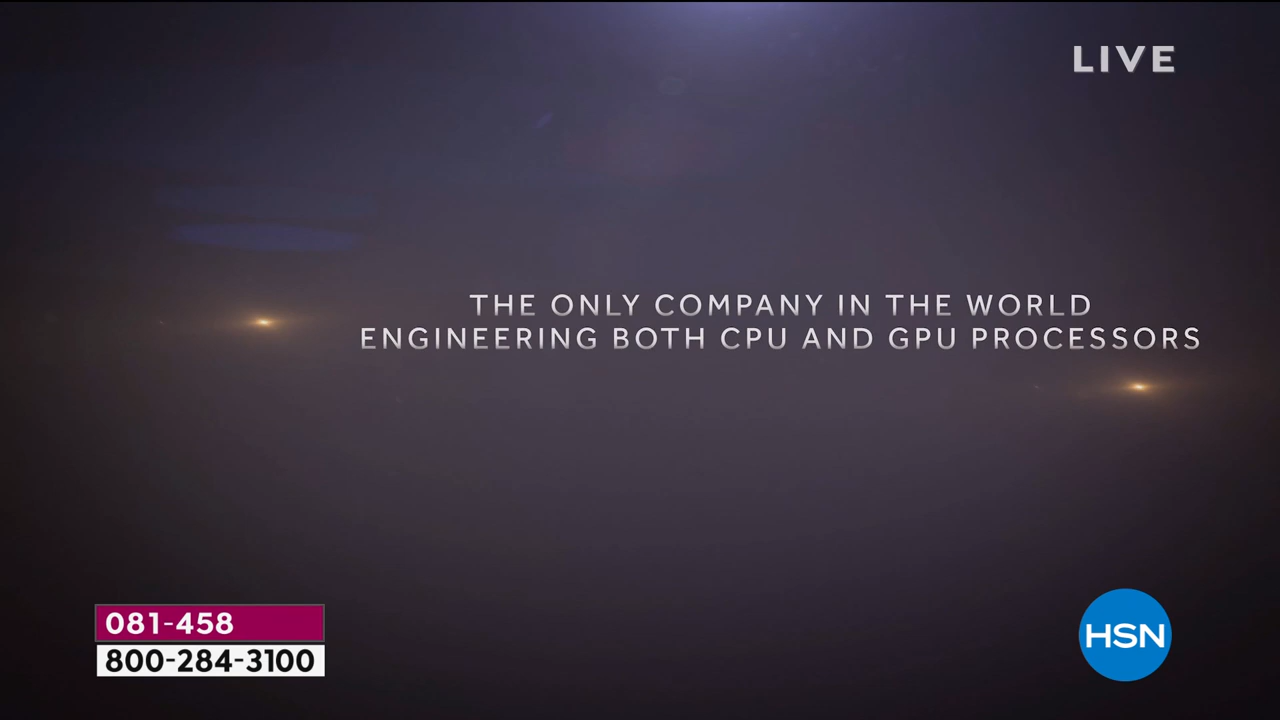 LIVE
THE ONLY COMPANY IN THE WORLD
ENGINEERING BOTH CPU AND GPU PROCESSORS
081-458
800-284-3100
HSN